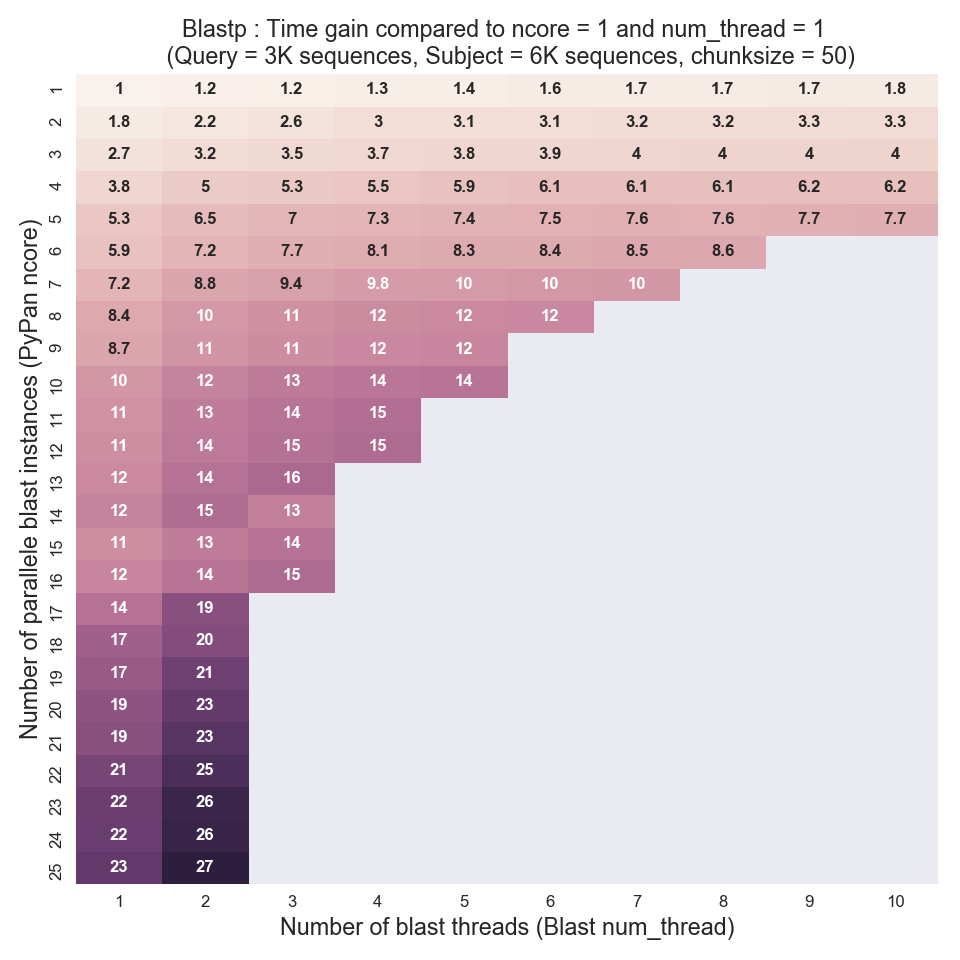 Blastp : Time gain compared to ncore = 1 and num_thread = 1
(Query = 3K sequences, Subject = 6K sequences, chunksize = 50)
Number of parallele blast instances (PyPan ncore)
1 1 1.2 1.2 1.3 1.4 1.6 1.7 1.7 1.7 1.8
2 1.8 2.2 2.6 3 3.1 3.1 3.2 3.2 3.3 3.3
3 2.7 3.2 3.5 3.7 3.8 3.9 4 4 4 4
4 3.8 5 5.3 5.5 5.9 6.1 6.1 6.1 6.2 6.2
5 5.3 6.5 7 7.3 7.4 7.5 7.6 7.6 7.7 7.7
6 5.9 7.2 7.7 8.1 8.3 8.4 8.5 8.6
7 7.2 8.8 9.4 9.8 10 10 10
8 8.4 10 11 12 12 12
9 8.7 11 11 12 12
10 10 12 13 14 14
11 11 13 14 15
12 11 14 15 15
13 12 14 16
14 12 15 13
15 11 13 14
16 12 14 15
17 14 19
18 17 20
19 17 21
20 19 23
21 19 23
22 21 25
23 22 26
24 22 26
25 23 27
1 2 3 4 5 6 7 8 9 10
Number of blast threads (Blast num_thread)